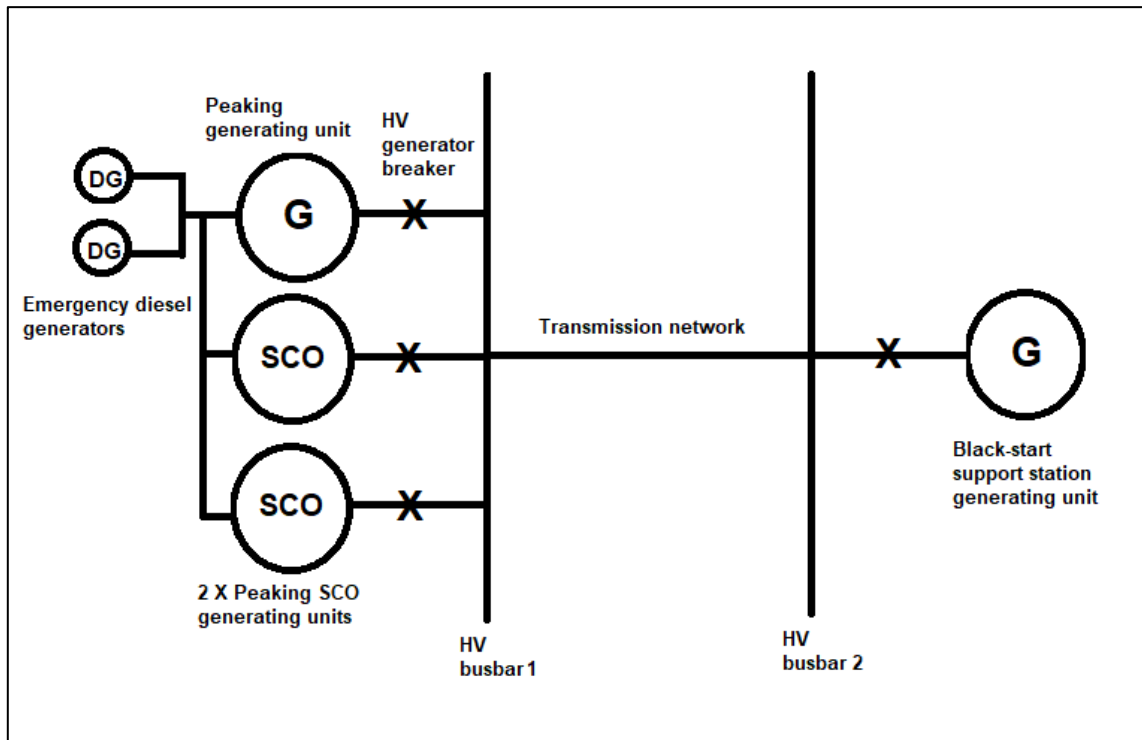 Peaking
generating unit
HV
generator
breaker
DG
DG
G
X
Emergency diesel
generators
SCO
X
Transmission network
X
G
SCO
X
Black-start
support station
generating unit
2 X Peaking SCO
generating units
HV
busbar 1
HV
busbar 2